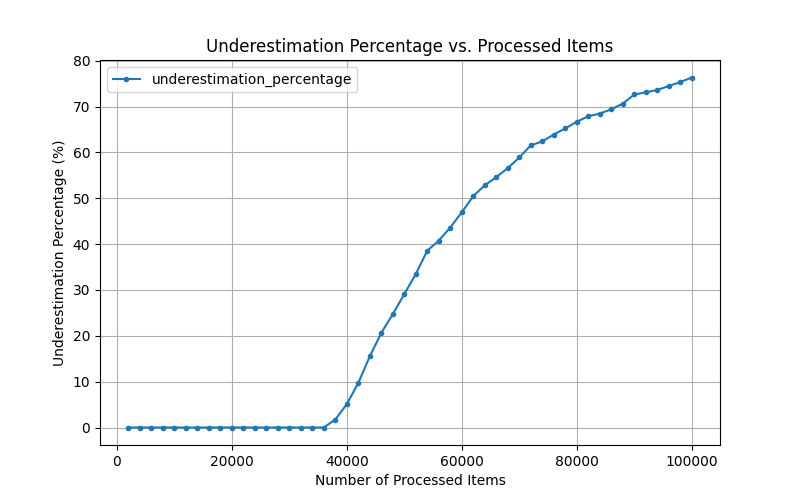 Underestimation Percentage vs. Processed Items
underestimation_percentage
Underestimation Percentage (%)
80
70
60
50
40
30
20
10
0
0 20000 40000 60000 80000 100000
Number of Processed Items